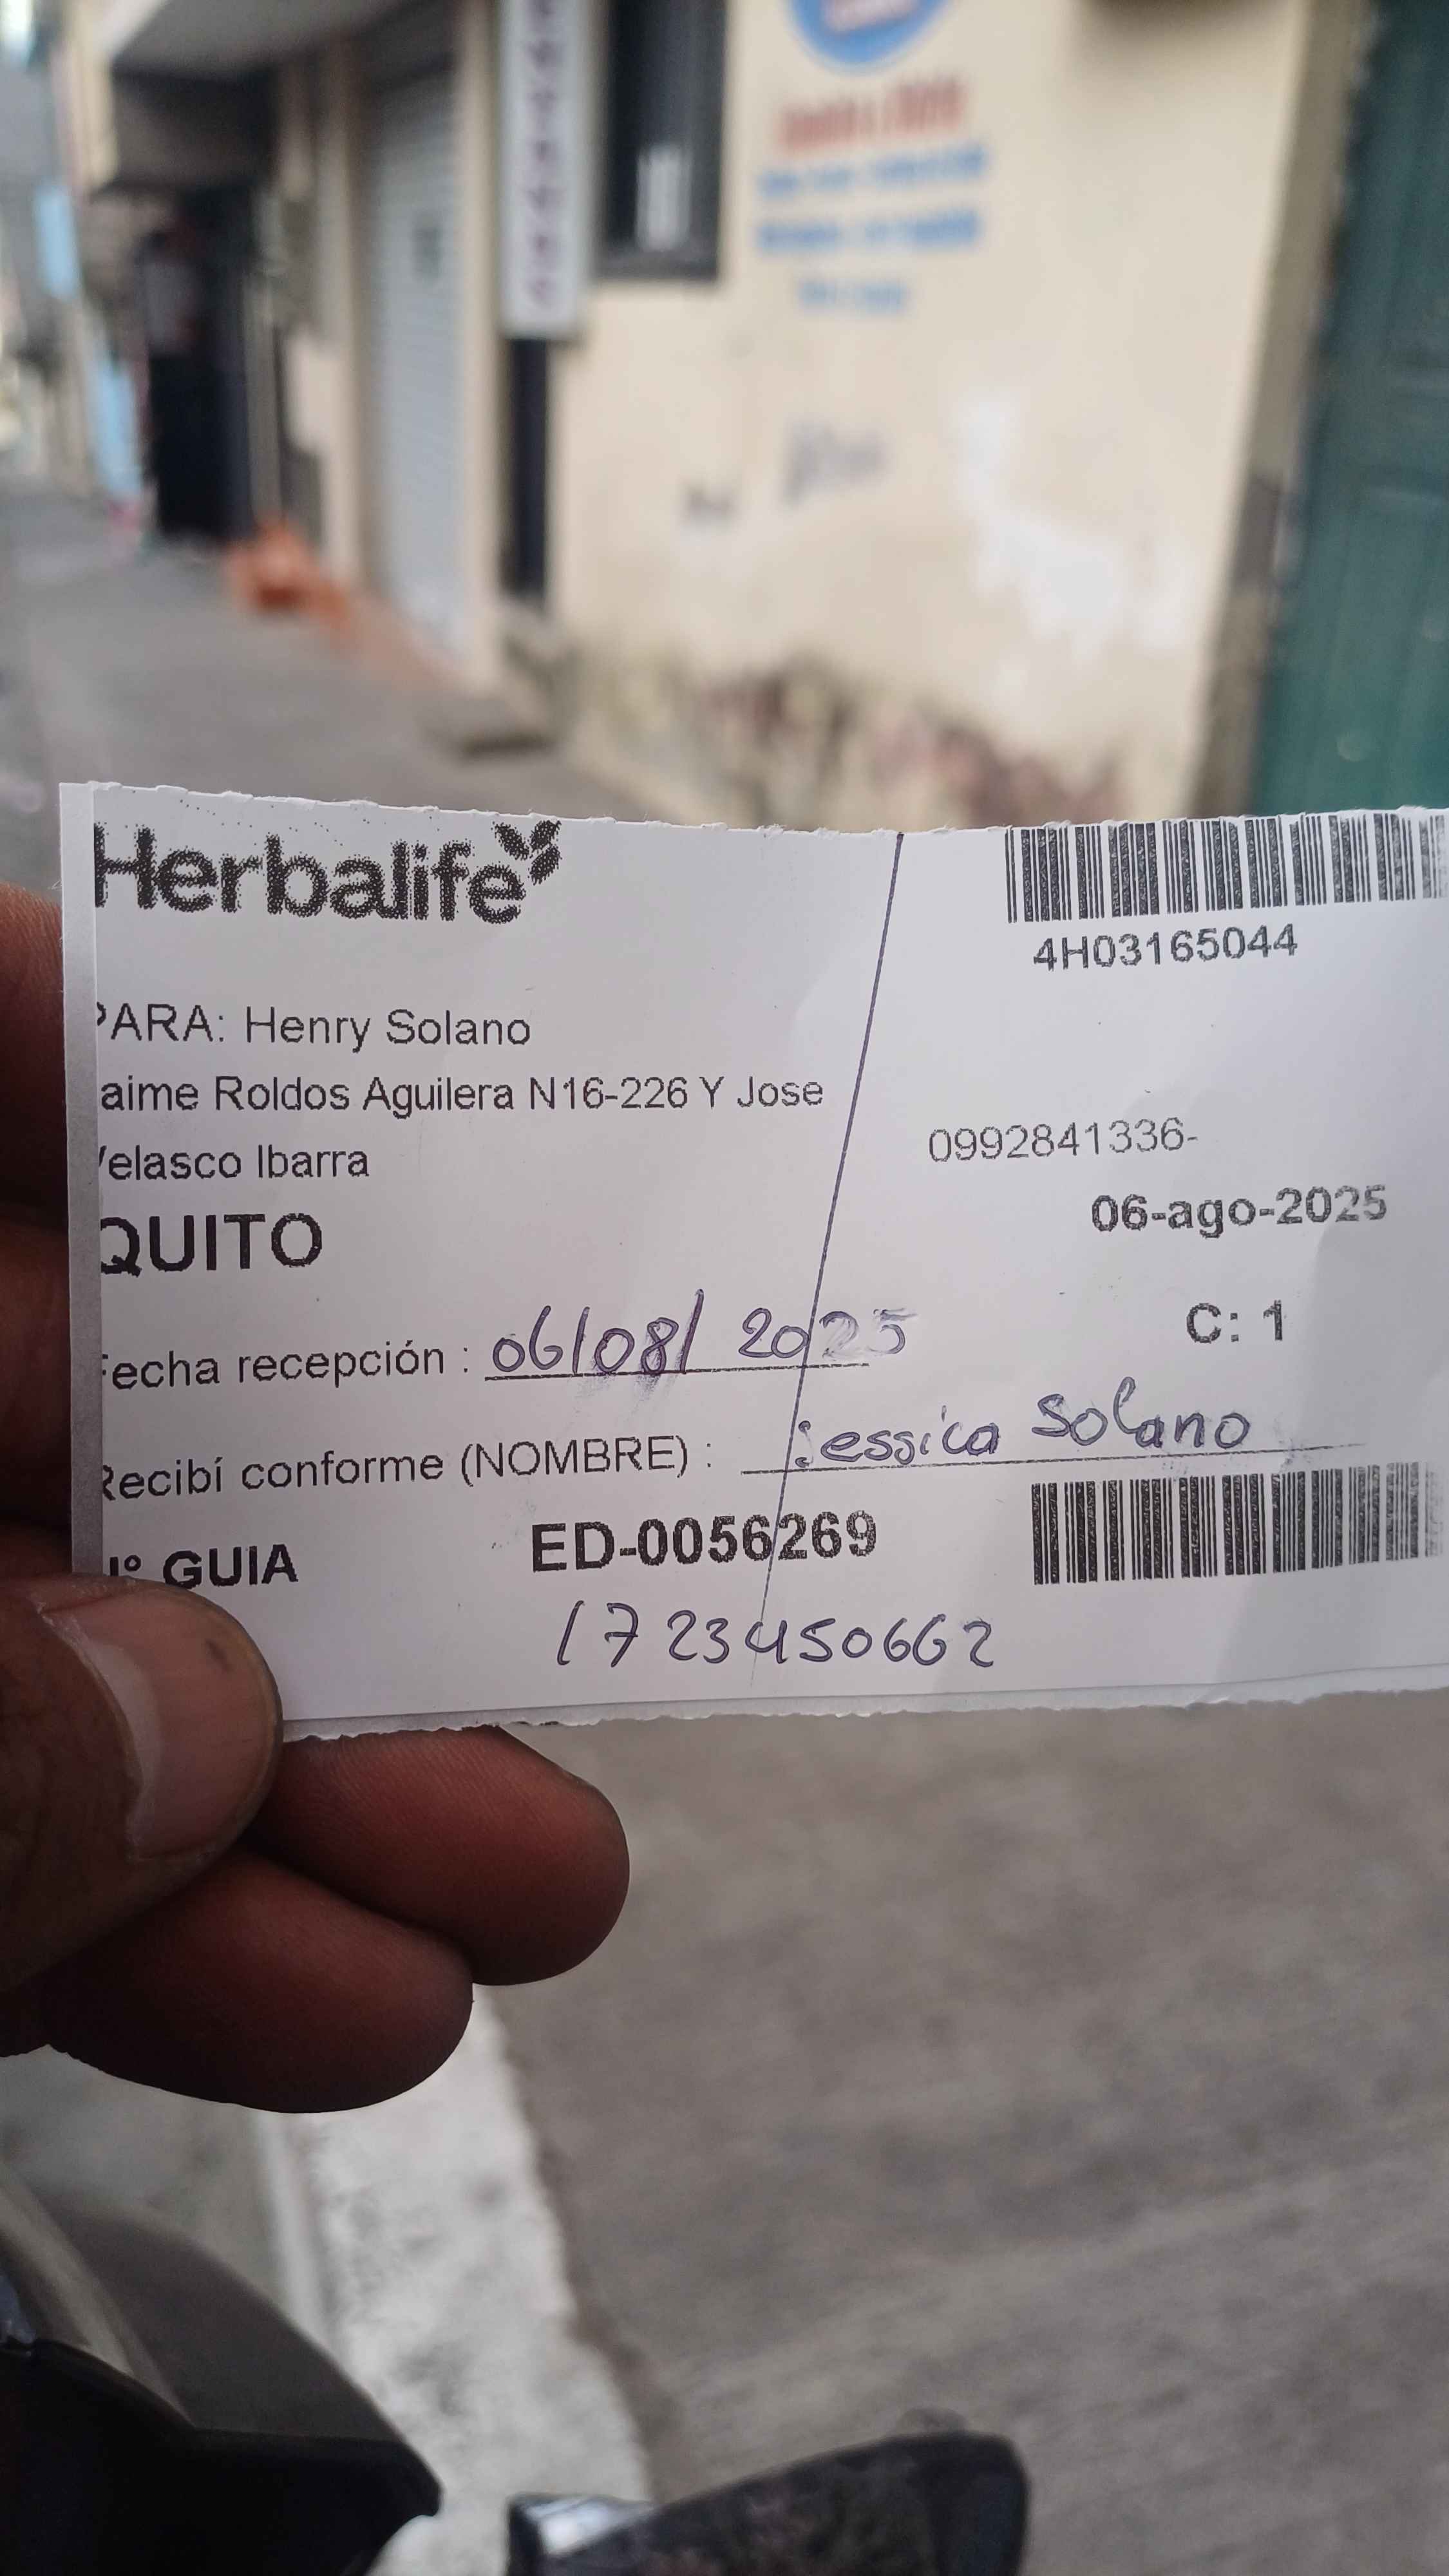 Herbalife
4H03165044
PARA: Henry Solano
aime Roldos Aguilera N16-226 Y Jose
Velasco Ibarra
0992841336-
QUITO
06-ago-2025
C: 1
Fecha recepción : 06/08/2025
Recibí conforme (NOMBRE) : Jessica Solano
N° GUIA ED-0056269
1723450662